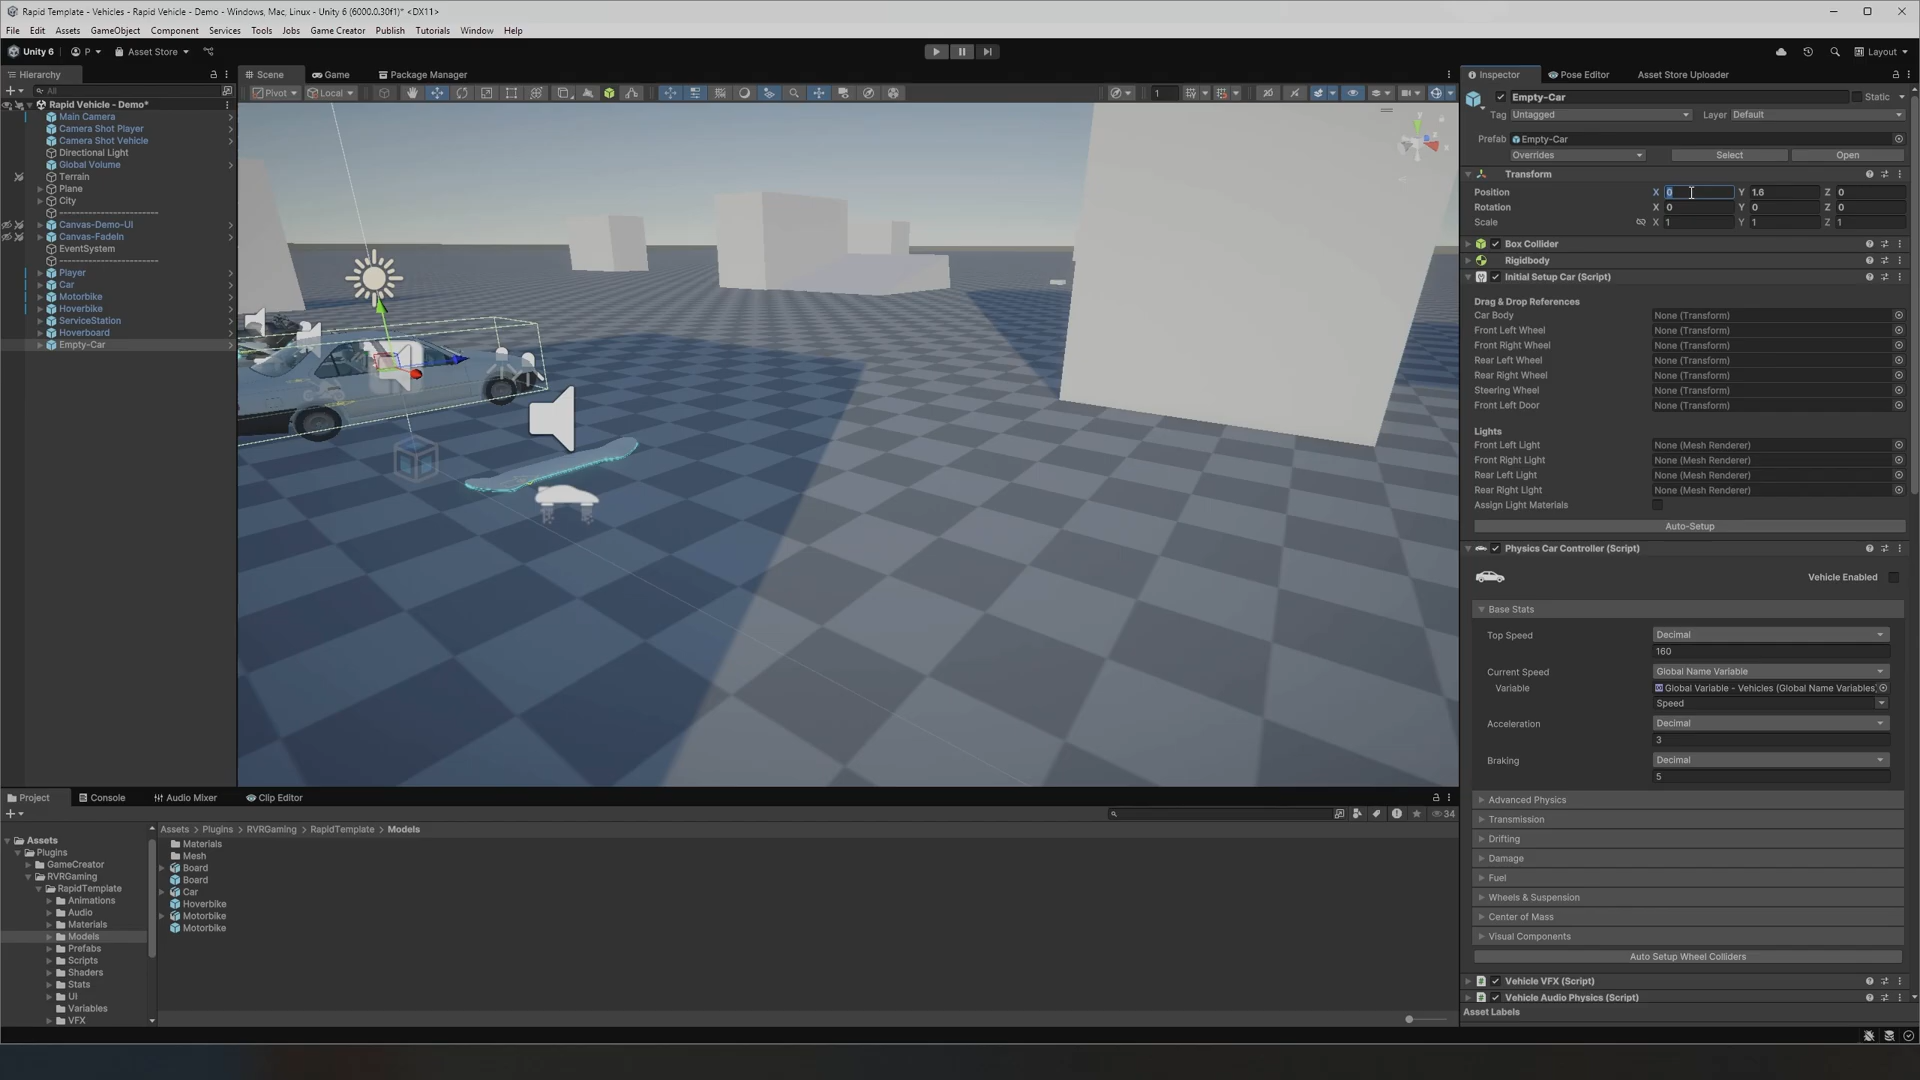 Rapid Template - Vehicles - Rapid Vehicle - Demo - Windows, Mac, Linux - Unity 6 (6000.0.30f1)* <DX11>
File Edit Assets GameObject Component Services Tools Jobs Game Creator Publish Tutorials Window Help
Unity 6 P Asset Store Layout
Hierarchy
All
Rapid Vehicle - Demo*
Main Camera
Camera Shot Player
Camera Shot Vehicle
Directional Light
Global Volume
Terrain
Plane
City
------------------------
Canvas-Demo-UI
Canvas-FadeIn
EventSystem
------------------------
Player
Car
Motorbike
Hoverbike
ServiceStation
Hoverboard
Empty-Car
Scene Game Package Manager
Pivot Local 1 2D
Inspector Pose Editor Asset Store Uploader
Empty-Car Static
Tag Untagged Layer Default
Prefab Empty-Car
Overrides Select Open
Transform
Position X 0 Y 1.6 Z 0
Rotation X 0 Y 0 Z 0
Scale X 1 Y 1 Z 1
Box Collider
Rigidbody
Initial Setup Car (Script)
Drag & Drop References
Car Body None (Transform)
Front Left Wheel None (Transform)
Front Right Wheel None (Transform)
Rear Left Wheel None (Transform)
Rear Right Wheel None (Transform)
Steering Wheel None (Transform)
Front Left Door None (Transform)
Lights
Front Left Light None (Mesh Renderer)
Front Right Light None (Mesh Renderer)
Rear Left Light None (Mesh Renderer)
Rear Right Light None (Mesh Renderer)
Assign Light Materials
Auto-Setup
Physics Car Controller (Script)
Vehicle Enabled
Base Stats
Top Speed Decimal
160
Current Speed Global Name Variable
Variable Global Variable - Vehicles (Global Name Variables
Speed
Acceleration Decimal
3
Braking Decimal
5
Advanced Physics
Transmission
Drifting
Damage
Fuel
Wheels & Suspension
Center of Mass
Visual Components
Auto Setup Wheel Colliders
Vehicle VFX (Script)
Vehicle Audio Physics (Script)
Asset Labels
Project Console Audio Mixer Clip Editor
34
Assets
Plugins
GameCreator
RVRGaming
RapidTemplate
Animations
Audio
Materials
Models
Prefabs
Scripts
Shaders
Stats
UI
Variables
VFX
Assets > Plugins > RVRGaming > RapidTemplate > Models
Materials
Mesh
Board
Board
Car
Hoverbike
Motorbike
Motorbike